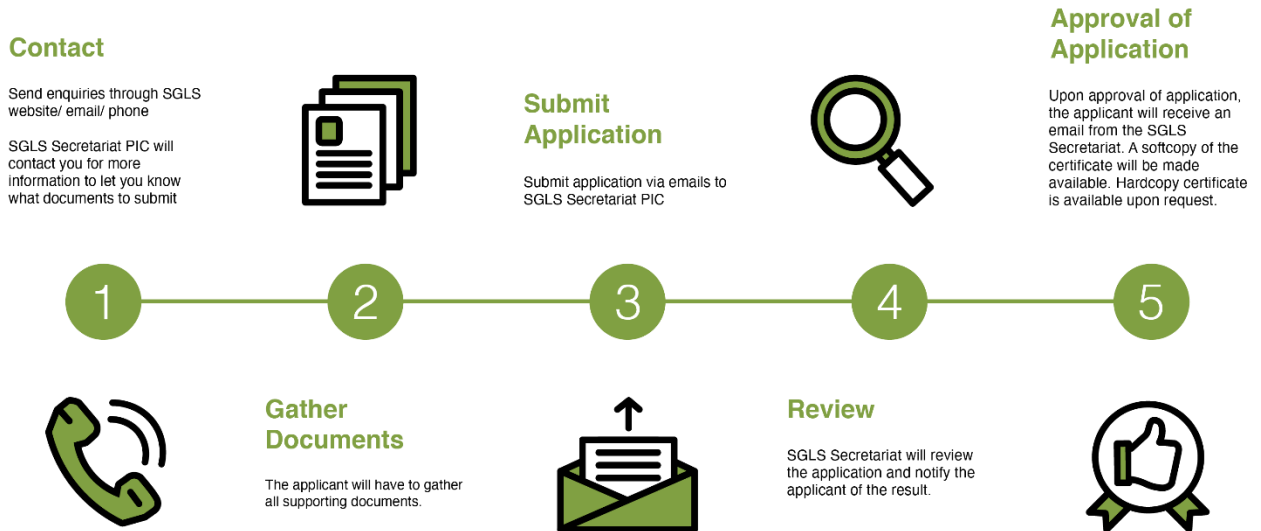 Contact
Send enquiries through SGLS
website/ email/ phone
SGLS Secretariat PIC will
contact you for more
information to let you know
what documents to submit
1
2
Gather
Documents
The applicant will have to gather
all supporting documents.
Submit
Application
Submit application via emails to
SGLS Secretariat PIC
3
4
Review
SGLS Secretariat will review
the application and notify the
applicant of the result.
Approval of
Application
Upon approval of application,
the applicant will receive an
email from the SGLS
Secretariat. A softcopy of the
certificate will be made
available. Hardcopy certificate
is available upon request.
5